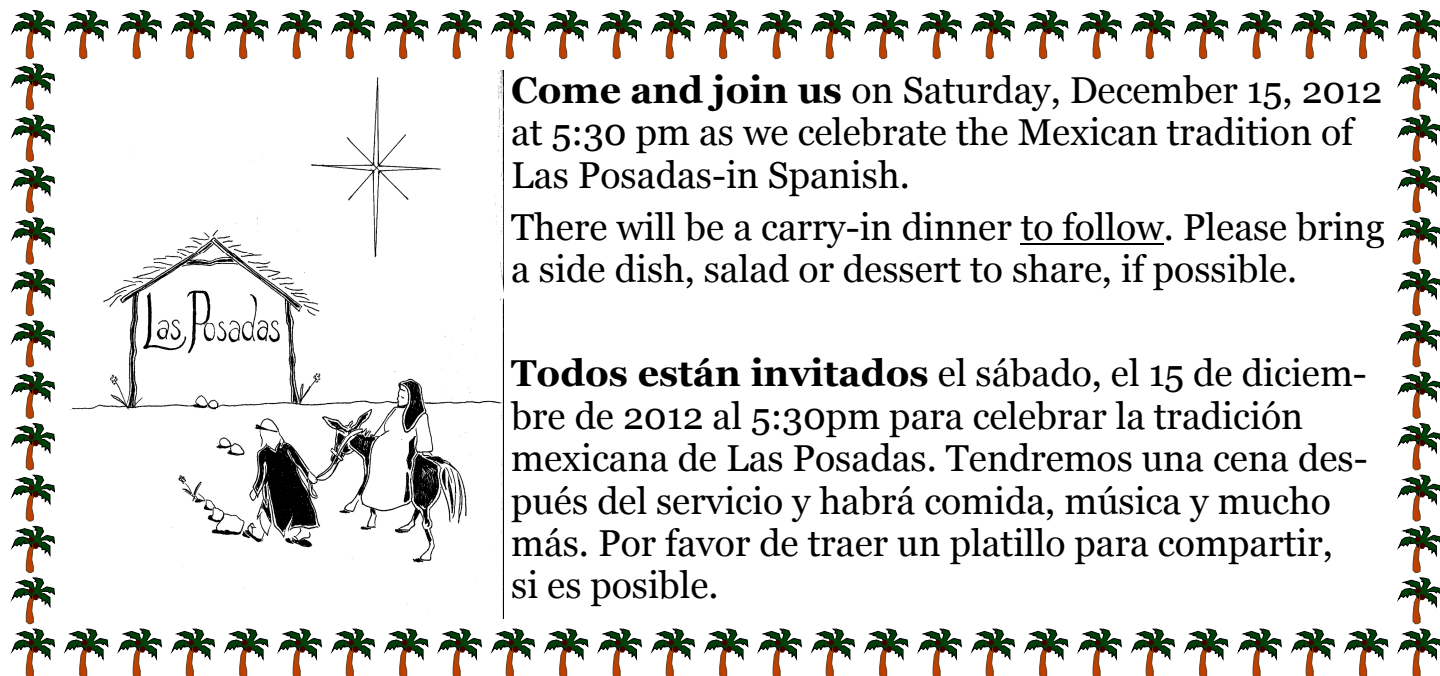 Las Posadas
Come and join us on Saturday, December 15, 2012
at 5:30 pm as we celebrate the Mexican tradition of
Las Posadas-in Spanish.
There will be a carry-in dinner to follow. Please bring
a side dish, salad or dessert to share, if possible.
Todos están invitados el sábado, el 15 de diciem-
bre de 2012 al 5:30pm para celebrar la tradición
mexicana de Las Posadas. Tendremos una cena des-
pués del servicio y habrá comida, música y mucho
más. Por favor de traer un platillo para compartir,
si es posible.